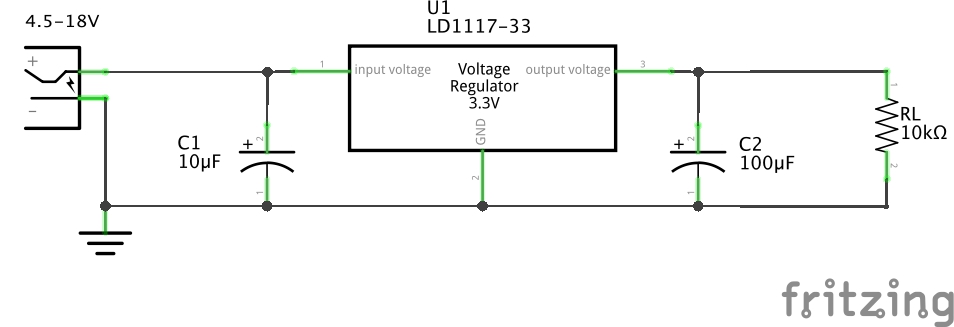 4.5-18V
+
-
U1
LD1117-33
1
input voltage
Voltage
Regulator
3.3V
output voltage
3
GND
2
C1
10µF
+
2
1
+
2
1
C2
100µF
1
RL
10kΩ
2
fritzing